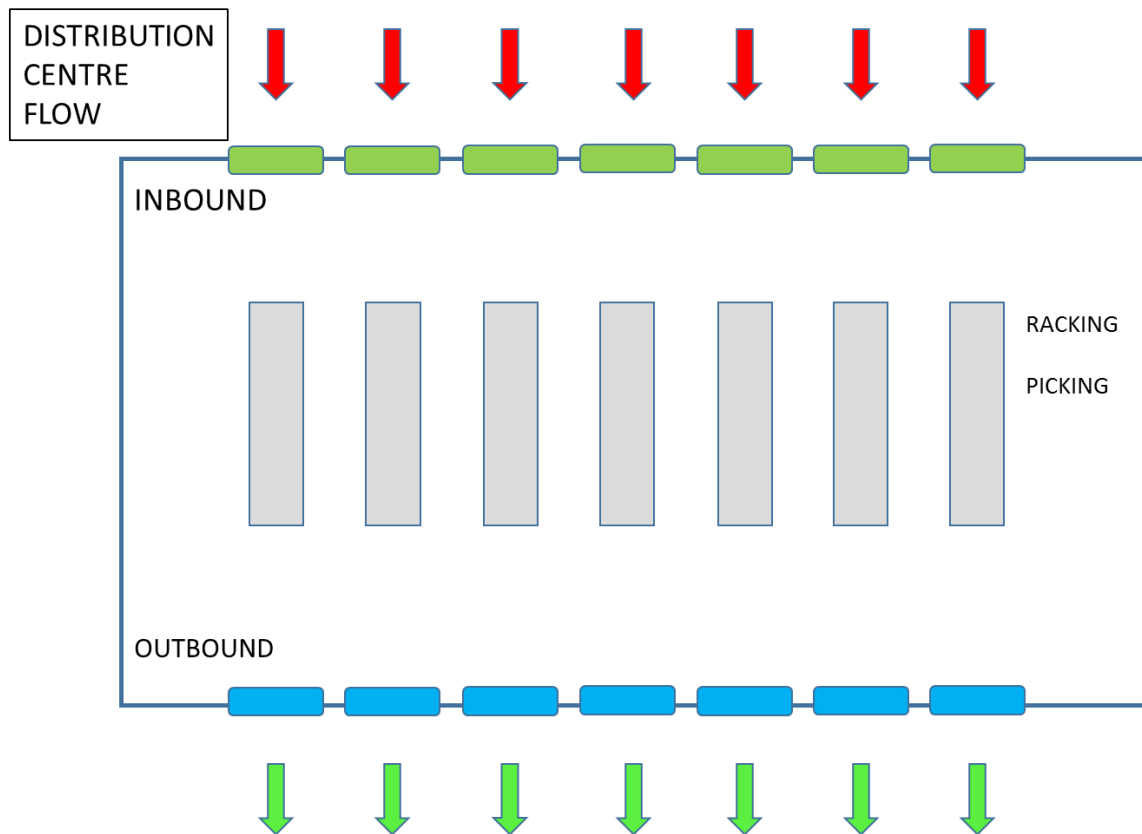 DISTRIBUTION
CENTRE
FLOW
INBOUND
RACKING
PICKING
OUTBOUND